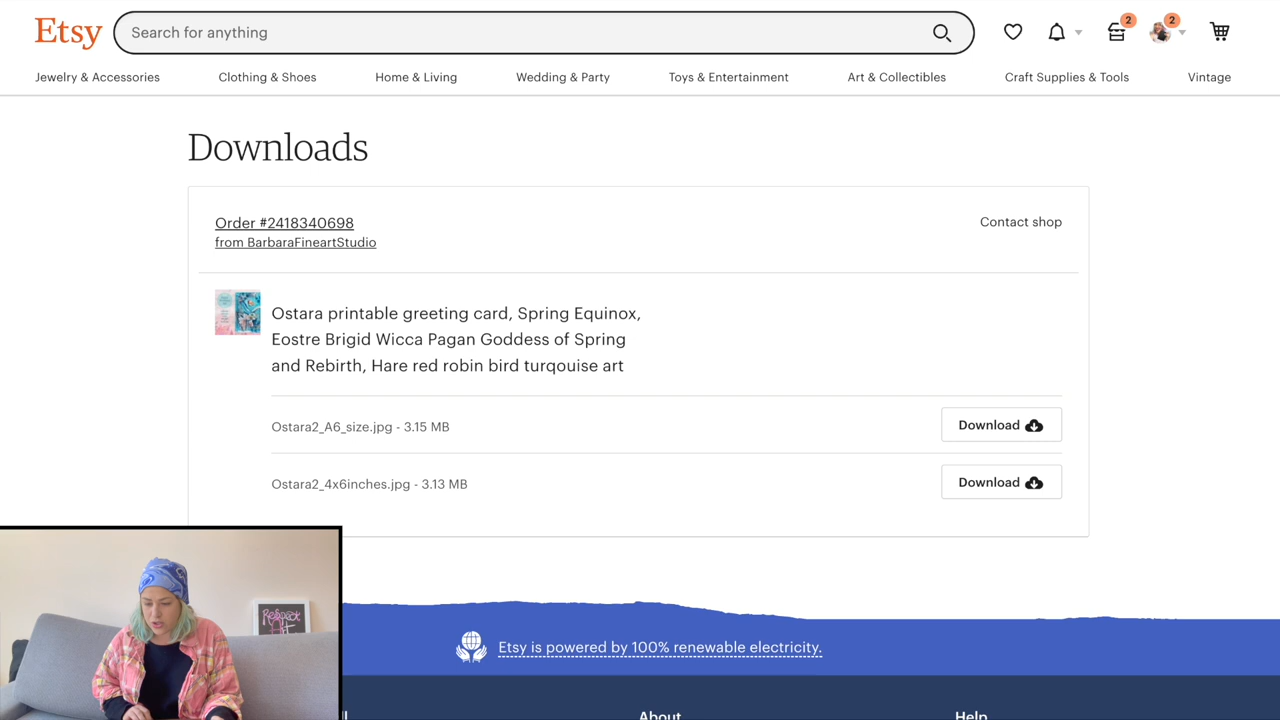 Etsy
Search for anything
2
2
Jewelry & Accessories
Clothing & Shoes
Home & Living
Wedding & Party
Toys & Entertainment
Art & Collectibles
Craft Supplies & Tools
Vintage
Downloads
Order #2418340698
Contact shop
from BarbaraFineartStudio
Ostara printable greeting card, Spring Equinox,
Eostre Brigid Wicca Pagan Goddess of Spring
and Rebirth, Hare red robin bird turqouise art
Ostara2_A6_size.jpg - 3.15 MB
Download
Ostara2_4x6inches.jpg - 3.13 MB
Download
Etsy is powered by 100% renewable electricity.
About
Help